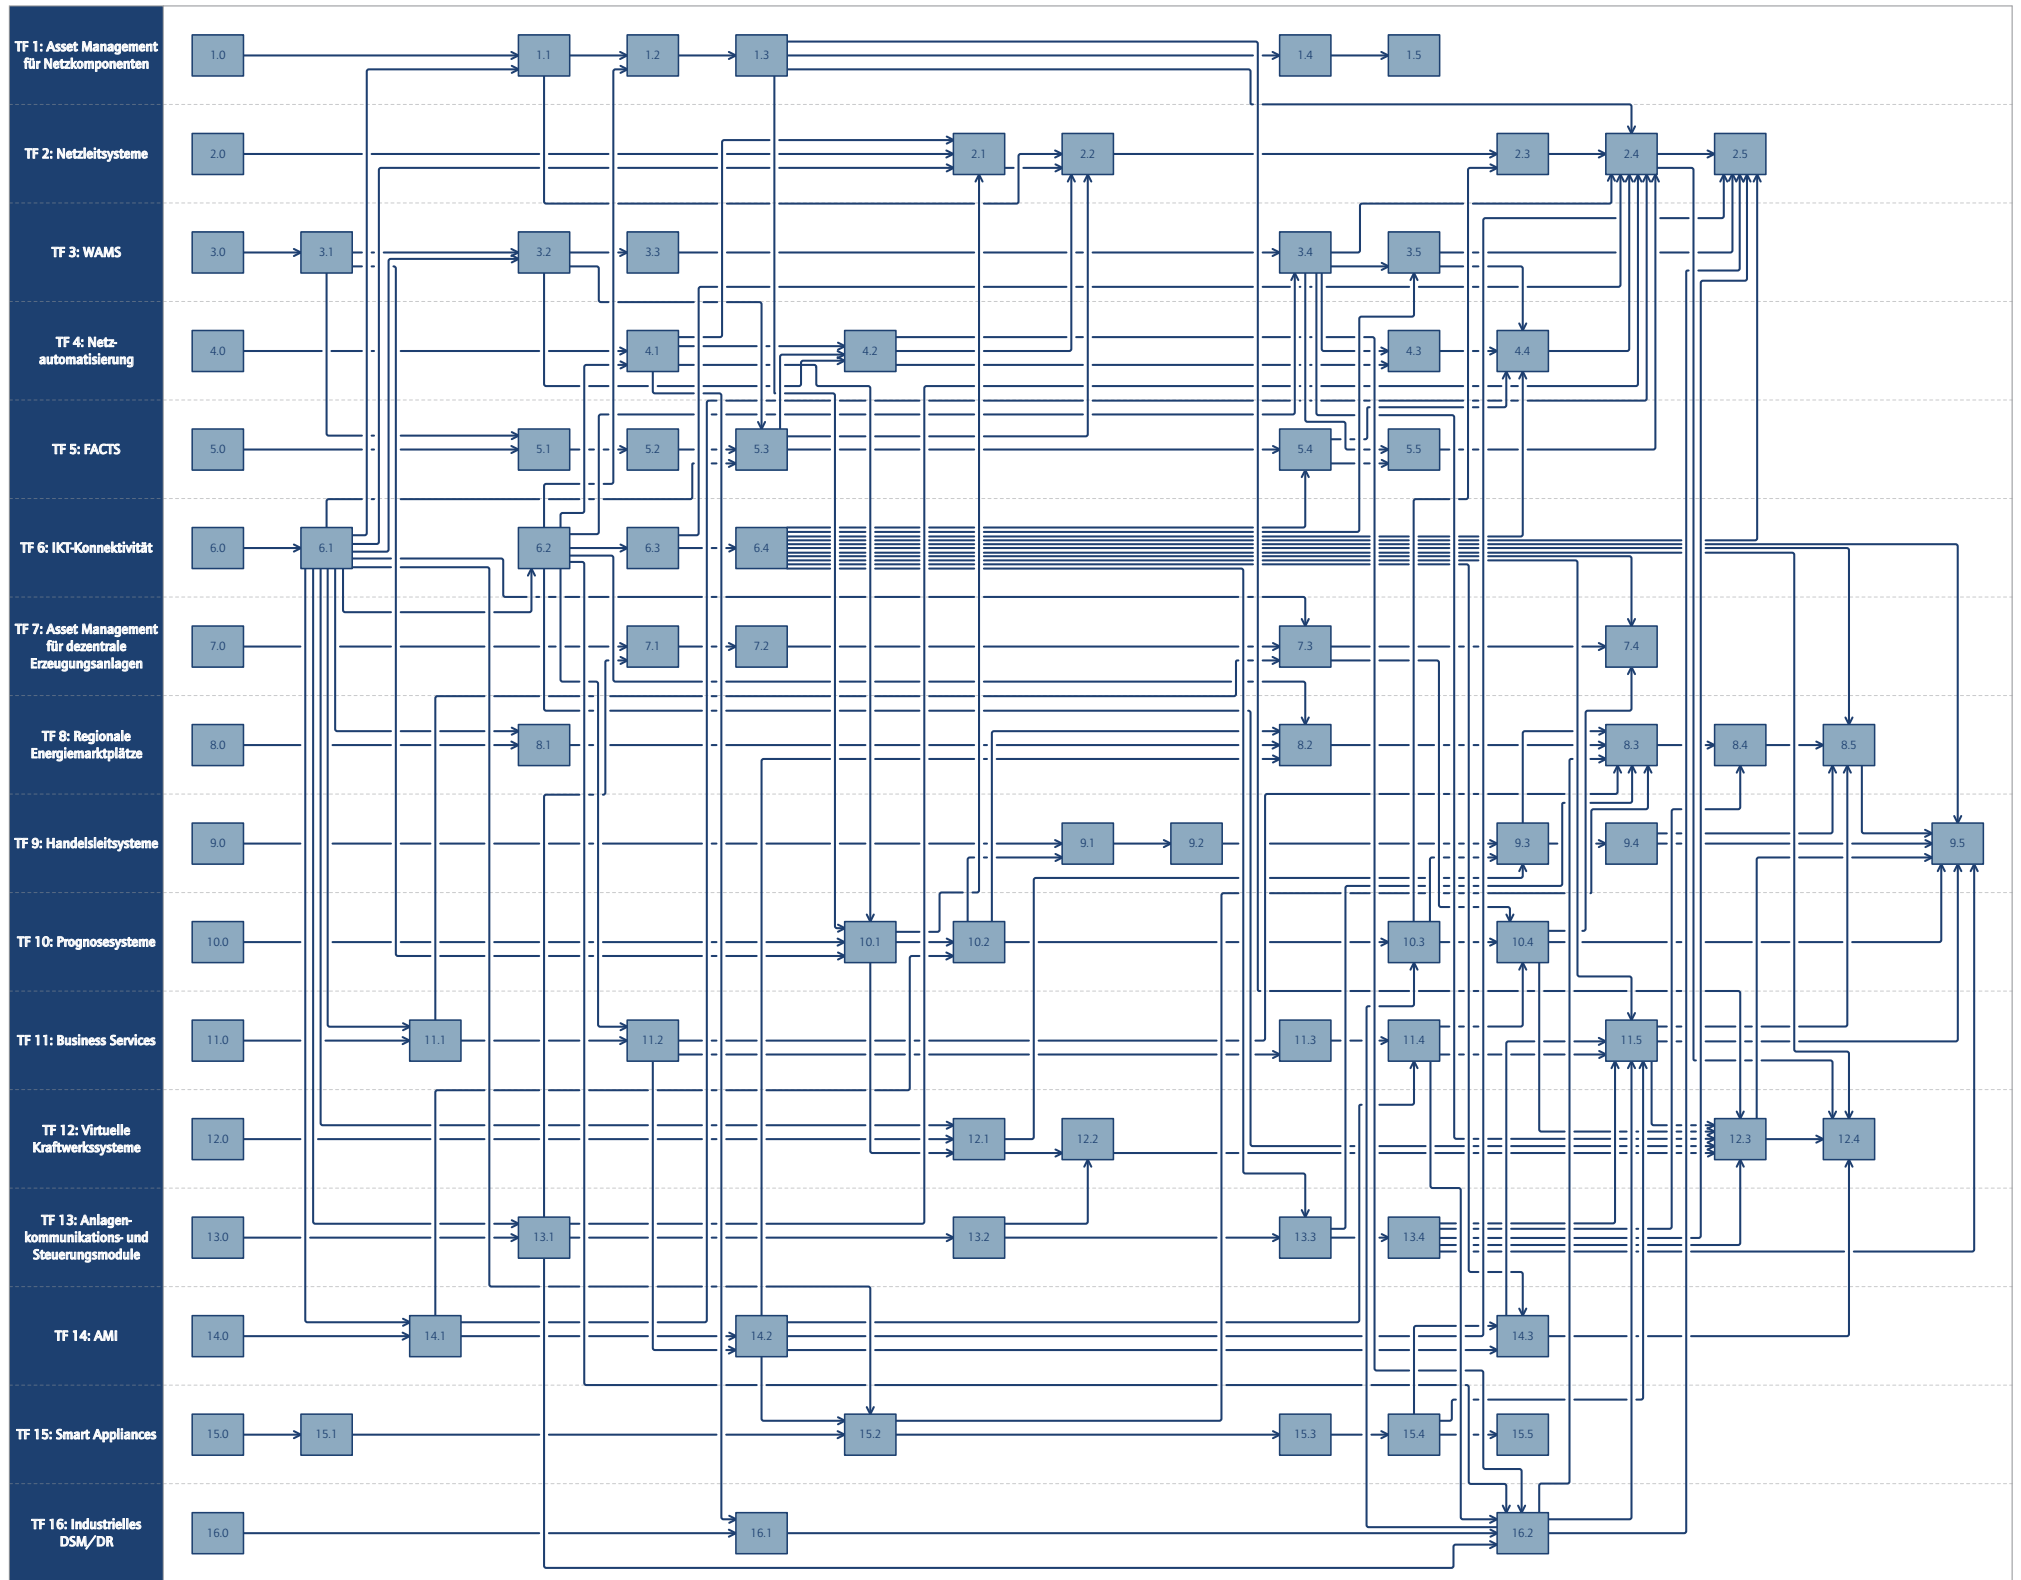 TF 1: Asset Management
für Netzkomponenten
1.0 1.1 1.2 1.3 1.4 1.5
TF 2: Netzleitsysteme
2.0 2.1 2.2 2.3 2.4 2.5
TF 3: WAMS
3.0 3.1 3.2 3.3 3.4 3.5
TF 4: Netz-
automatisierung
4.0 4.1 4.2 4.3 4.4
TF 5: FACTS
5.0 5.1 5.2 5.3 5.4 5.5
TF 6: IKT-Konnektivität
6.0 6.1 6.2 6.3 6.4
TF 7: Asset Management
für dezentrale
Erzeugungsanlagen
7.0 7.1 7.2 7.3 7.4
TF 8: Regionale
Energiemarktplätze
8.0 8.1 8.2 8.3 8.4 8.5
TF 9: Handelsleitsysteme
9.0 9.1 9.2 9.3 9.4 9.5
TF 10: Prognosesysteme
10.0 10.1 10.2 10.3 10.4
TF 11: Business Services
11.0 11.1 11.2 11.3 11.4 11.5
TF 12: Virtuelle
Kraftwerkssysteme
12.0 12.1 12.2 12.3 12.4
TF 13: Anlagen-
kommunikations- und
Steuerungsmodule
13.0 13.1 13.2 13.3 13.4
TF 14: AMI
14.0 14.1 14.2 14.3
TF 15: Smart Appliances
15.0 15.1 15.2 15.3 15.4 15.5
TF 16: Industrielles
DSM/DR
16.0 16.1 16.2